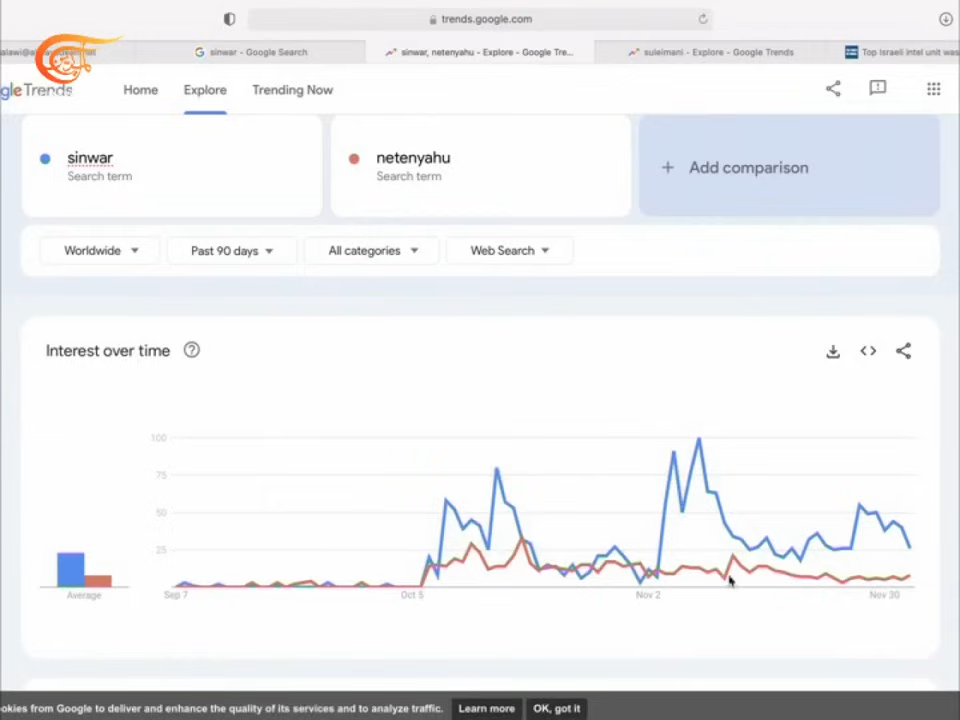 trends.google.com
sinwar - Google Search
sinwar, netenyahu - Explore - Google Tre...
suleimani - Explore - Google Trends
Top Israeli intel unit was
gleTrends
Home
Explore
Trending Now
sinwar
Search term
netenyahu
Search term
+ Add comparison
Worldwide
Past 90 days
All categories
Web Search
Interest over time
100
75
50
25
Average
Sep 7
Oct 5
Nov 2
Nov 30
okies from Google to deliver and enhance the quality of its services and to analyze traffic.
Learn more
OK, got it